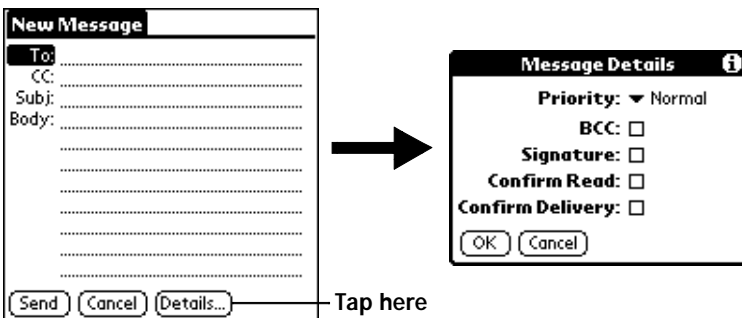 New Message
To:
CC:
Subj:
Body:
Send Cancel Details...
Tap here
Message Details
Priority: Normal
BCC:
Signature:
Confirm Read:
Confirm Delivery:
OK Cancel